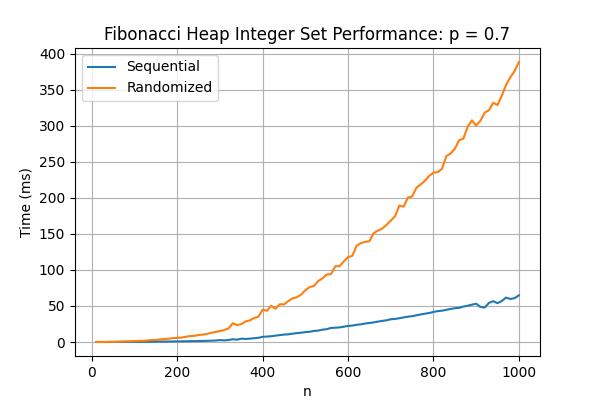 Fibonacci Heap Integer Set Performance: p = 0.7
Sequential
Randomized
Time (ms)
400
350
300
250
200
150
100
50
0
0 200 400 600 800 1000
n